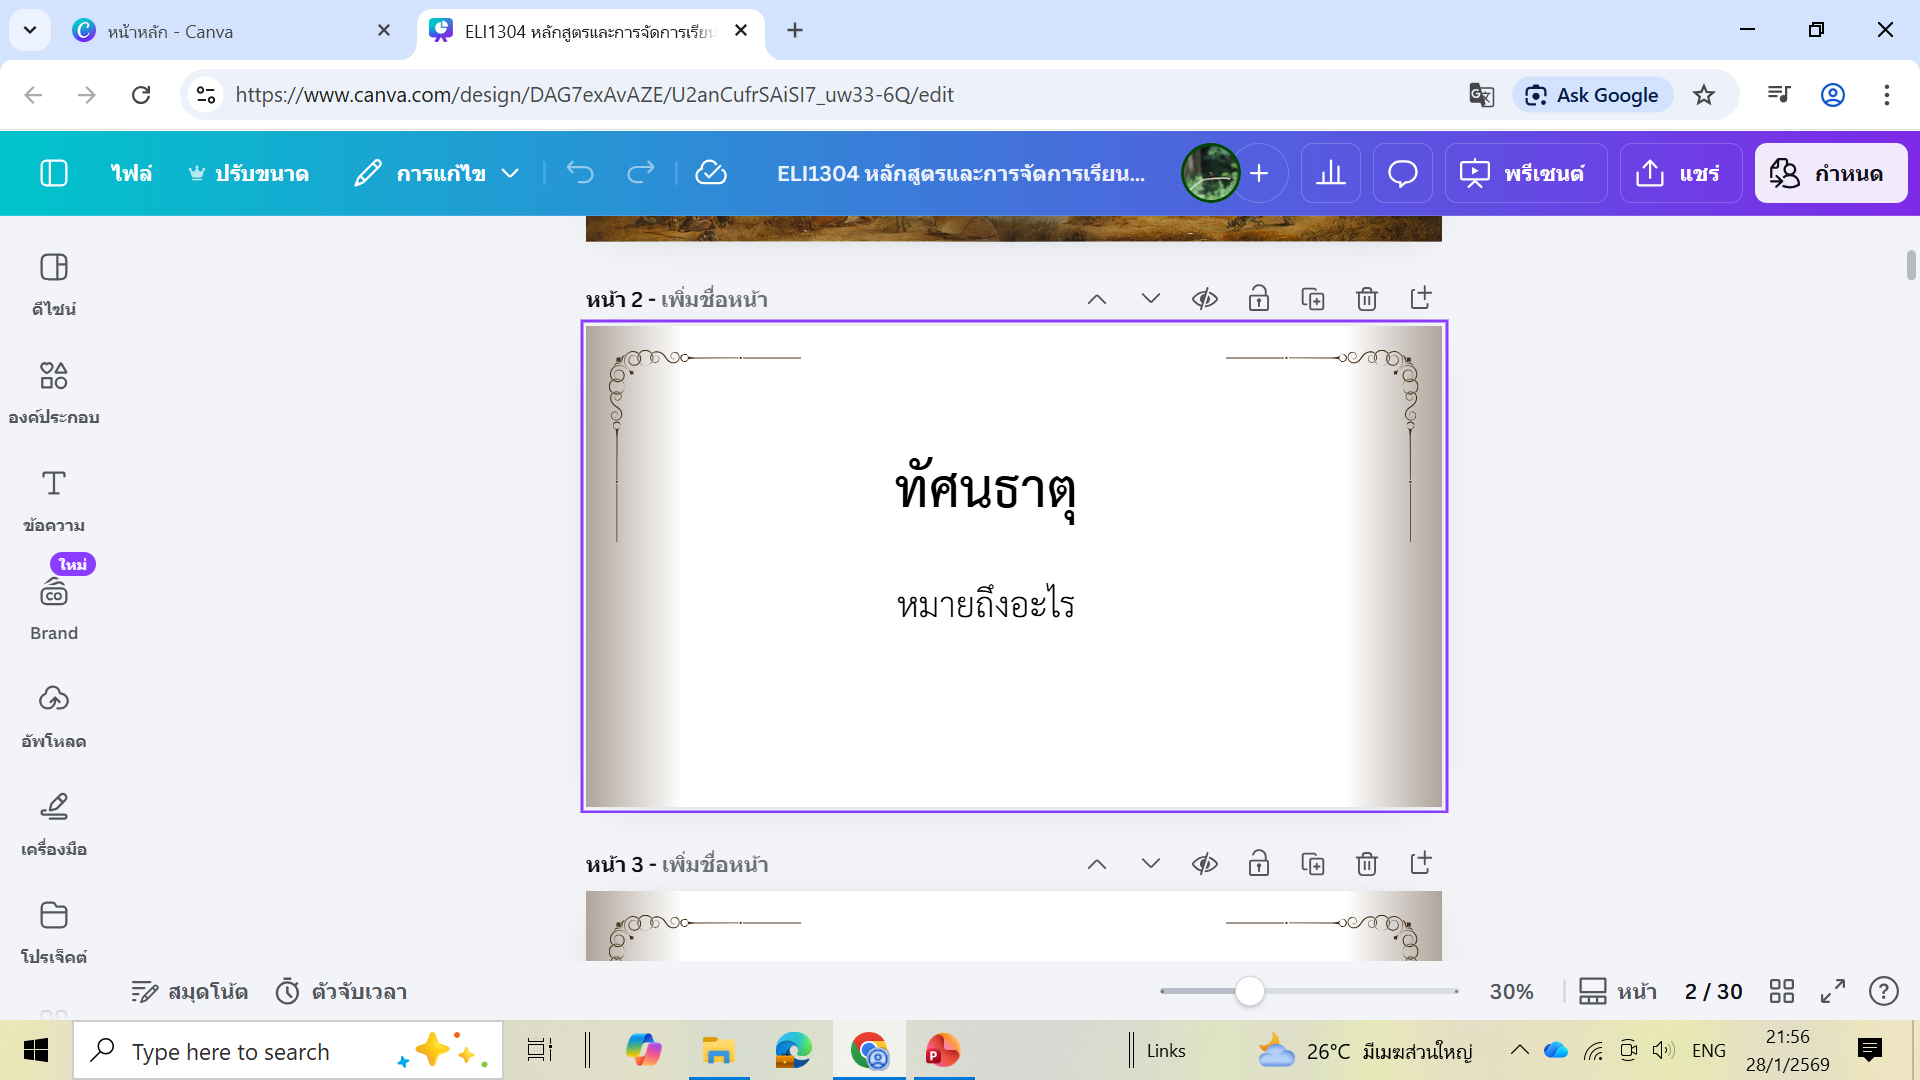 หน้าหลัก - Canva
ELI1304 หลักสูตรและการจัดการเรียน
https://www.canva.com/design/DAG7exAvAZE/U2anCufrSAiSI7_uw33-6Q/edit
Ask Google
ไฟล์
ปรับขนาด
การแก้ไข
ELI1304 หลักสูตรและการจัดการเรียน...
พรีเซนต์
แชร์
กำหนด
ดีไซน์
องค์ประกอบ
ข้อความ
ใหม่
CO
Brand
อัพโหลด
เครื่องมือ
โปรเจ็คต์
หน้า 2 - เพิ่มชื่อหน้า
ทัศนธาตุ
หมายถึงอะไร
หน้า 3 - เพิ่มชื่อหน้า
สมุดโน้ต
ตัวจับเวลา
30%
หน้า
2 / 30
Type here to search
Links
26°C มีเมฆส่วนใหญ่
ENG
21:56
28/1/2569